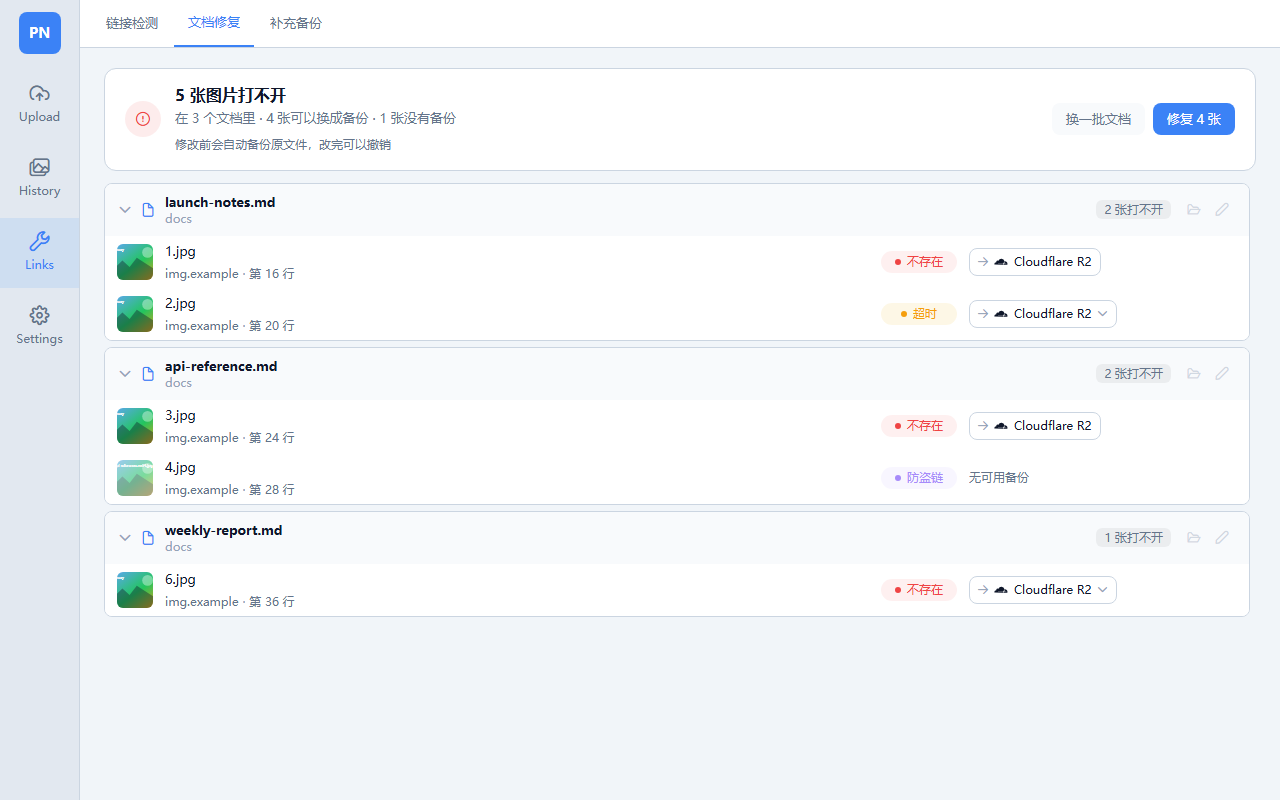 PN
Upload
History
Links
Settings
链接检测
文档修复
补充备份
5 张图片打不开
在 3 个文档里 · 4 张可以换成备份 · 1 张没有备份
修改前会自动备份原文件，改完可以撤销
换一批文档
修复 4 张
launch-notes.md
docs
2 张打不开
1.jpg
img.example · 第 16 行
不存在
Cloudflare R2
2.jpg
img.example · 第 20 行
超时
Cloudflare R2
api-reference.md
docs
2 张打不开
3.jpg
img.example · 第 24 行
不存在
Cloudflare R2
4.jpg
img.example · 第 28 行
防盗链
无可用备份
weekly-report.md
docs
1 张打不开
6.jpg
img.example · 第 36 行
不存在
Cloudflare R2